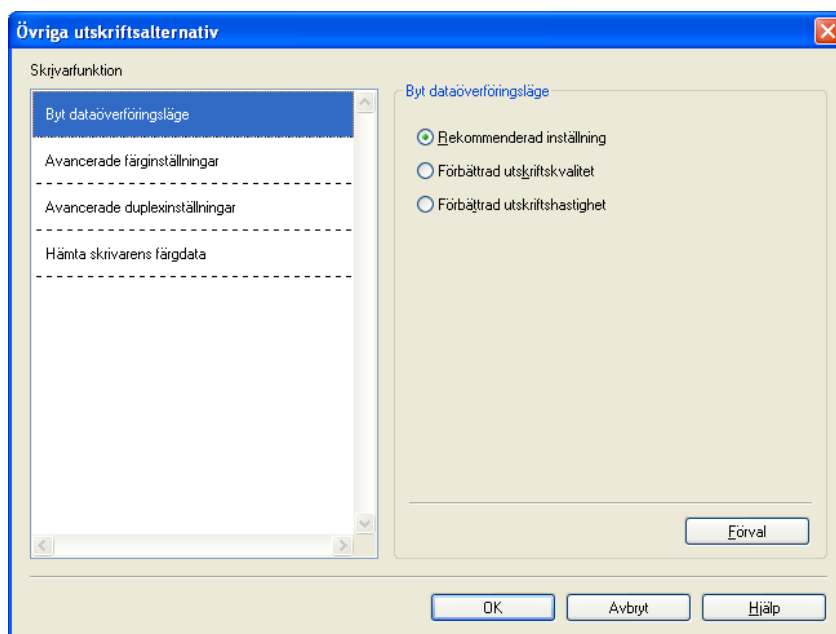 Övriga utskriftsalternativ
Skrivarfunktion
Byt dataöverföringsläge
Avancerade färginställningar
Avancerade duplexinställningar
Hämta skrivarens färgdata
Byt dataöverföringsläge
Rekommenderad inställning
Förbättrad utskriftskvalitet
Förbättrad utskriftshastighet
Förval
OK
Avbryt
Hjälp